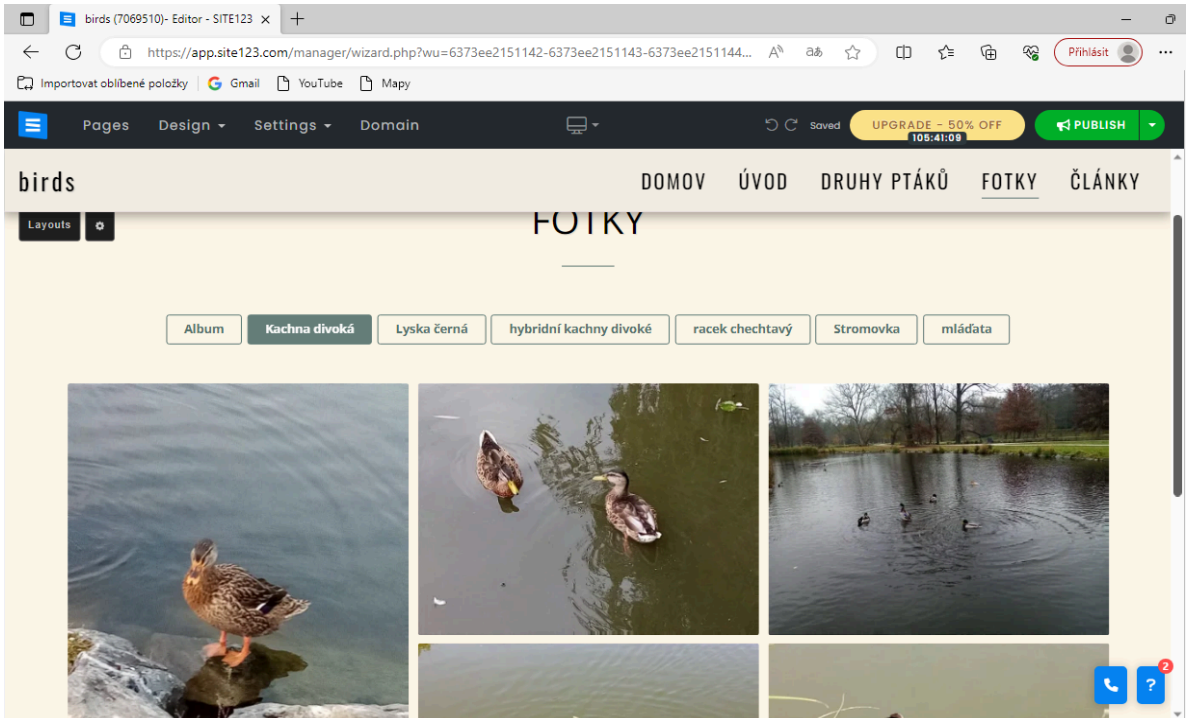 birds (7069510)- Editor - SITE123
https://app.site123.com/manager/wizard.php?wu=6373ee2151142-6373ee2151143-6373ee2151144...
Přihlásit
Importovat oblíbené položky
Gmail
YouTube
Mapy
Pages
Design
Settings
Domain
Saved
UPGRADE - 50% OFF
105:41:09
PUBLISH
birds
DOMOV
ÚVOD
DRUHY PTÁKŮ
FOTKY
ČLÁNKY
Layouts
FOTKY
Album
Kachna divoká
Lyska černá
hybridní kachny divoké
racek chechtavý
Stromovka
mláďata
2
?